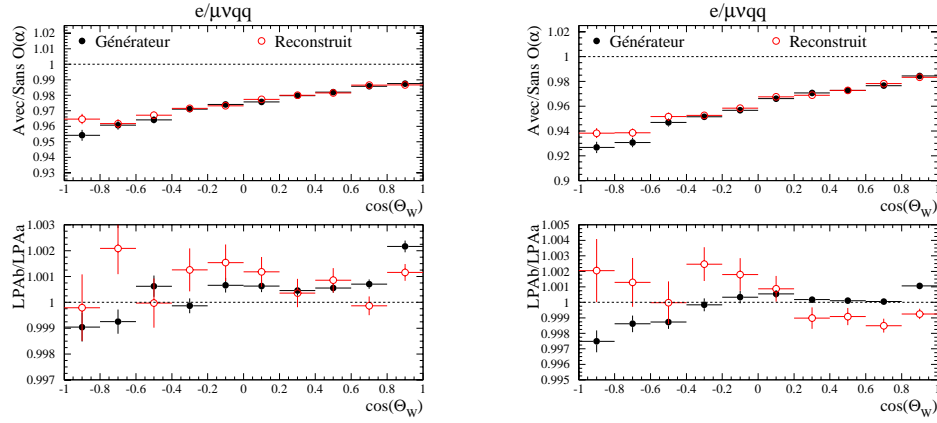 e/μνqq
Avec/Sans O(α)
1.02
1.01
1
0.99
0.98
0.97
0.96
0.95
0.94
0.93
Générateur
Reconstruit
-1 -0.8 -0.6 -0.4 -0.2 0 0.2 0.4 0.6 0.8 1
cos(Θ_W)
LPAb/LPAa
1.003
1.002
1.001
1
0.999
0.998
0.997
-1 -0.8 -0.6 -0.4 -0.2 0 0.2 0.4 0.6 0.8 1
cos(Θ_W)
e/μνqq
Avec/Sans O(α)
1.02
1
0.98
0.96
0.94
0.92
0.9
Générateur
Reconstruit
-1 -0.8 -0.6 -0.4 -0.2 0 0.2 0.4 0.6 0.8 1
cos(Θ_W)
LPAb/LPAa
1.005
1.004
1.002
1.001
1
0.999
0.997
0.996
0.995
-1 -0.8 -0.6 -0.4 -0.2 0 0.2 0.4 0.6 0.8 1
cos(Θ_W)